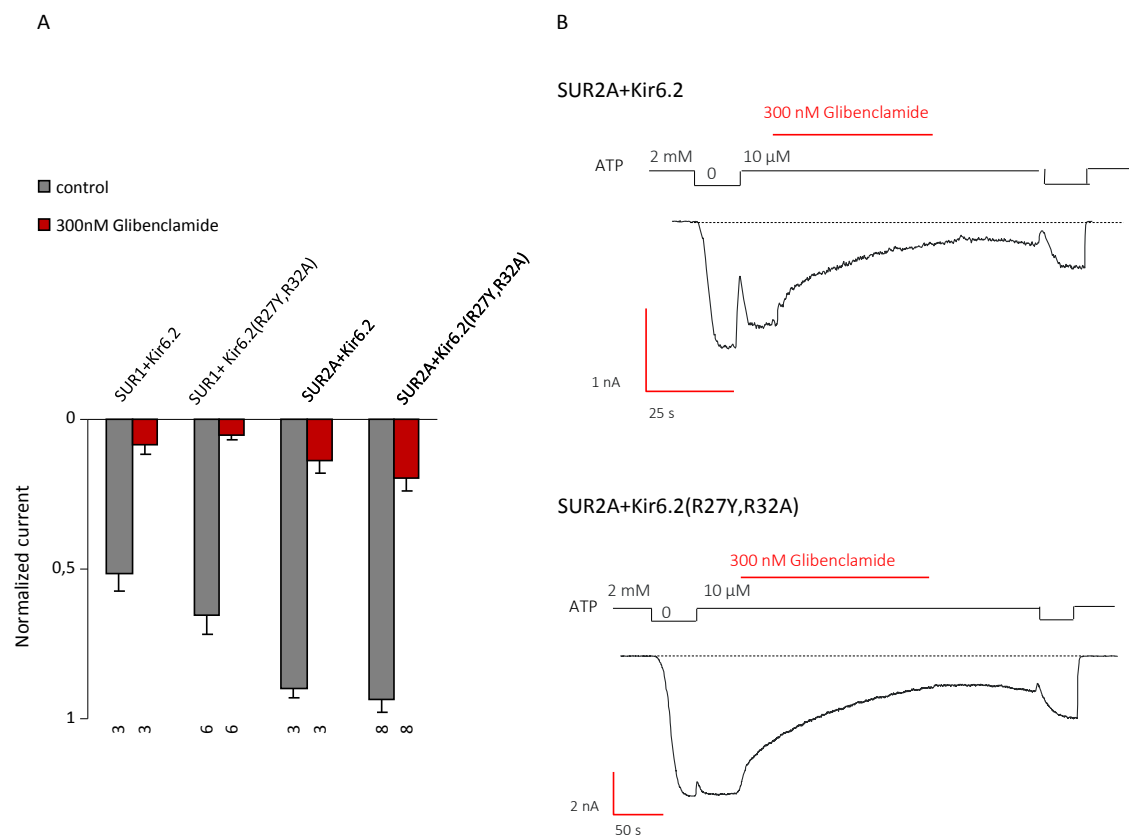 A
control
300nM Glibenclamide
SUR1+Kir6.2
SUR1+ Kir6.2(R27Y,R32A)
SUR2A+Kir6.2
SUR2A+Kir6.2(R27Y,R32A)
Normalized current
0
0,5
1
3 3 6 6 3 3 8 8
B
SUR2A+Kir6.2
300 nM Glibenclamide
ATP 2 mM 0 10 µM
1 nA
25 s
SUR2A+Kir6.2(R27Y,R32A)
300 nM Glibenclamide
ATP 2 mM 0 10 µM
2 nA
50 s